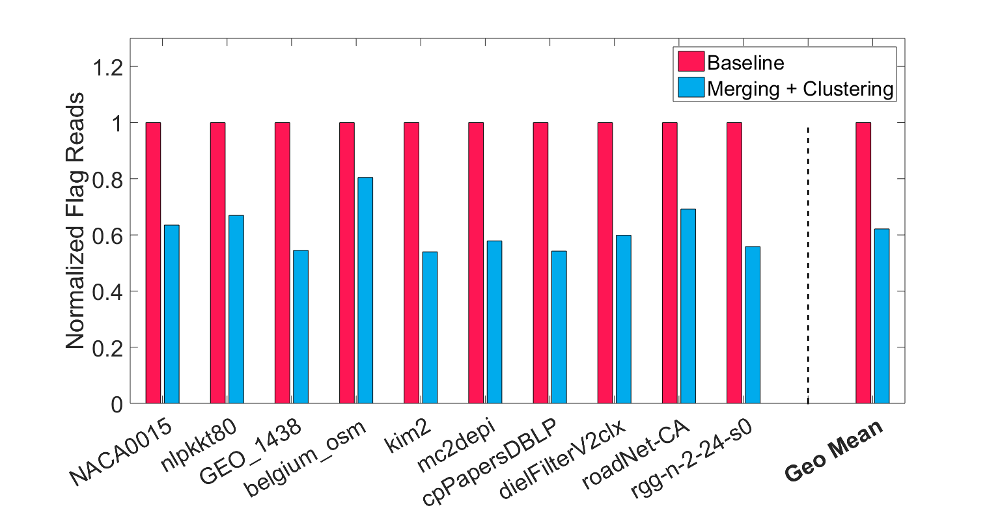 Normalized Flag Reads
1.2
1
0.8
0.6
0.4
0.2
0
Baseline
Merging + Clustering
NACA0015
nlpkkt80
GEO_1438
belgium_osm
kim2
mc2depi
cpPapersDBLP
dielFilterV2clx
roadNet-CA
rgg-n-2-24-s0
Geo Mean